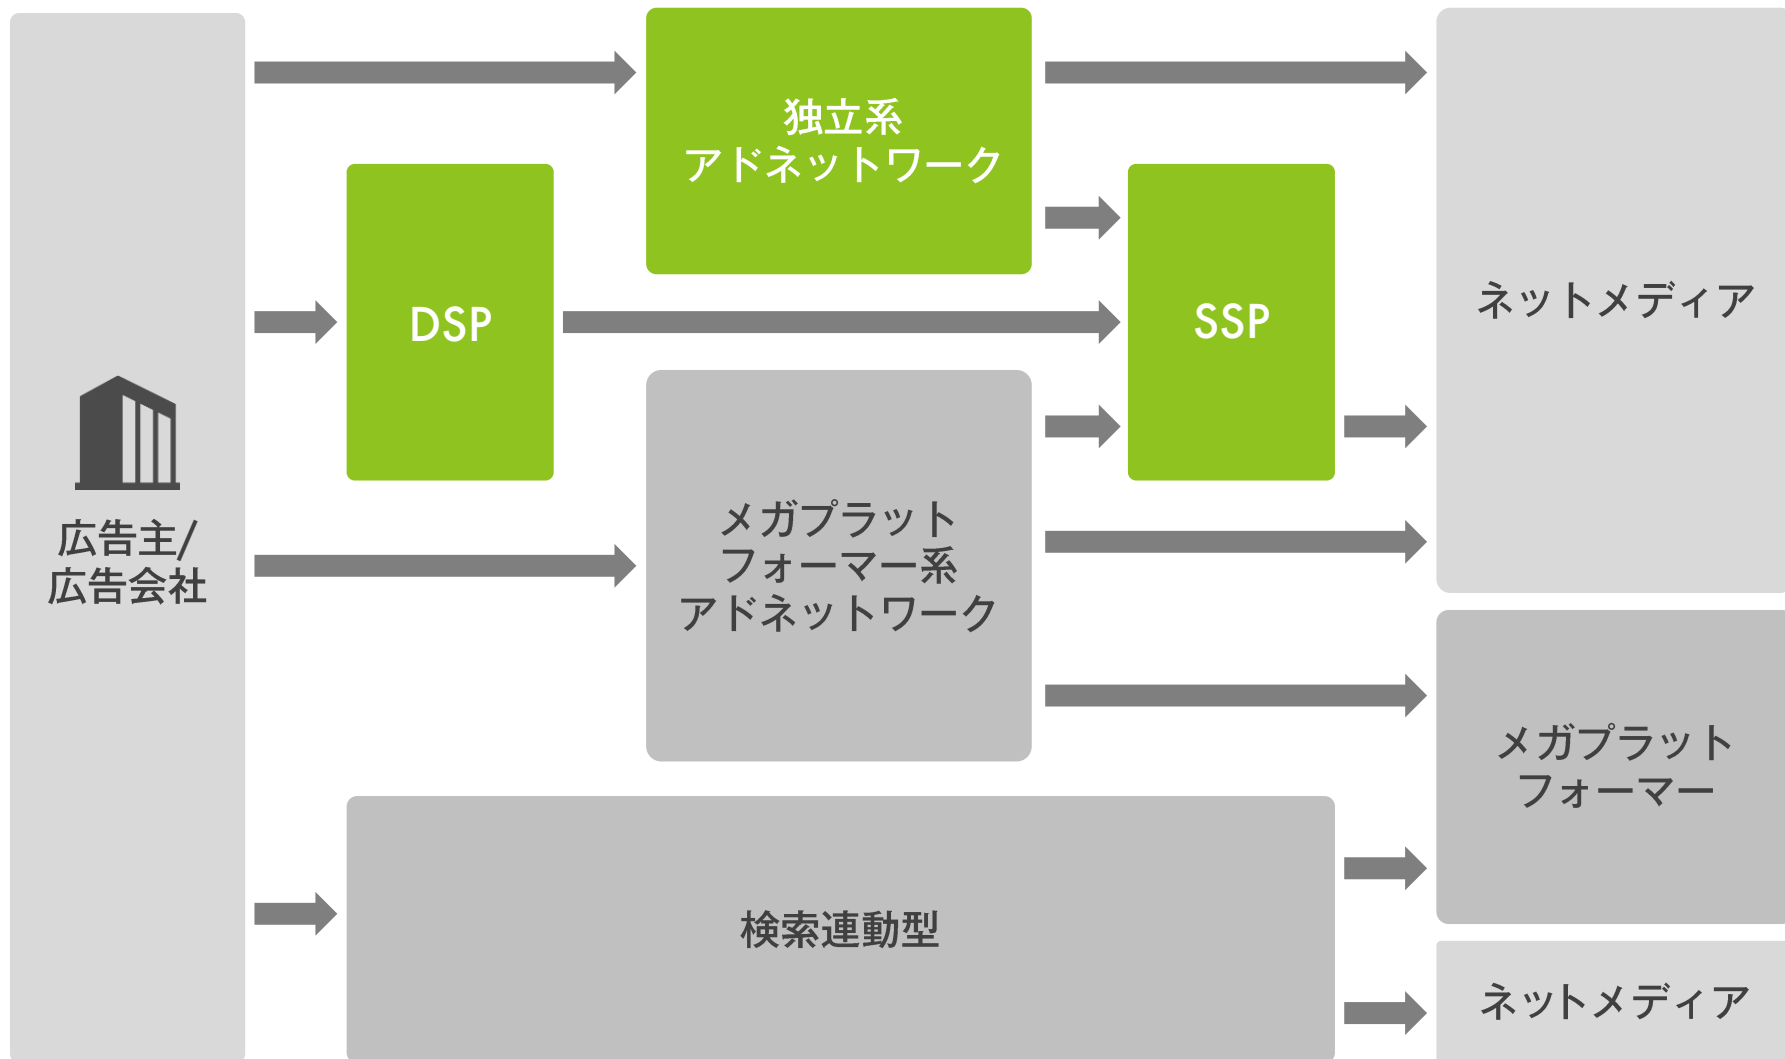 独立系
アドネットワーク
DSP
SSP
ネットメディア
広告主/
広告会社
メガプラット
フォーマー系
アドネットワーク
メガプラット
フォーマー
検索連動型
ネットメディア